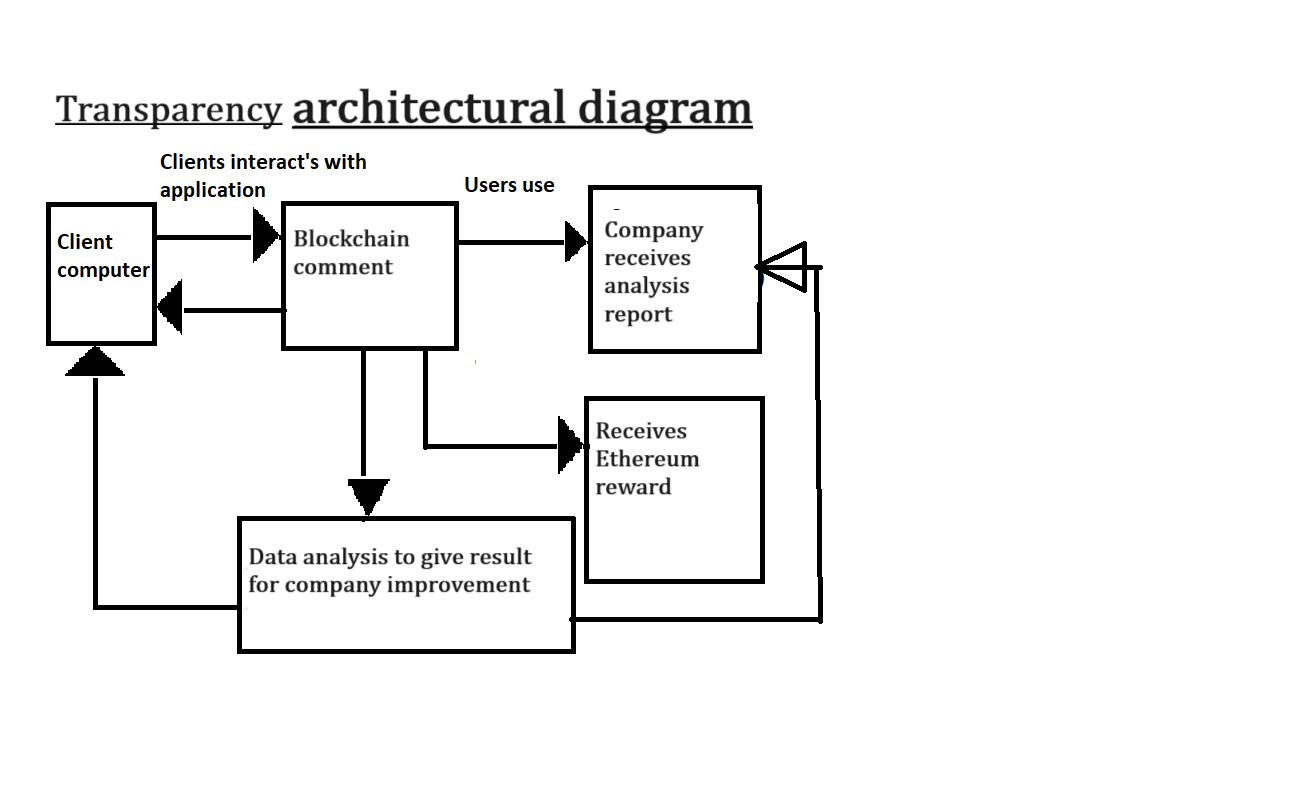 Transparency architectural diagram
Clients interact's with
application
Users use
Client
computer
Blockchain
comment
Company
receives
analysis
report
Receives
Ethereum
reward
Data analysis to give result
for company improvement